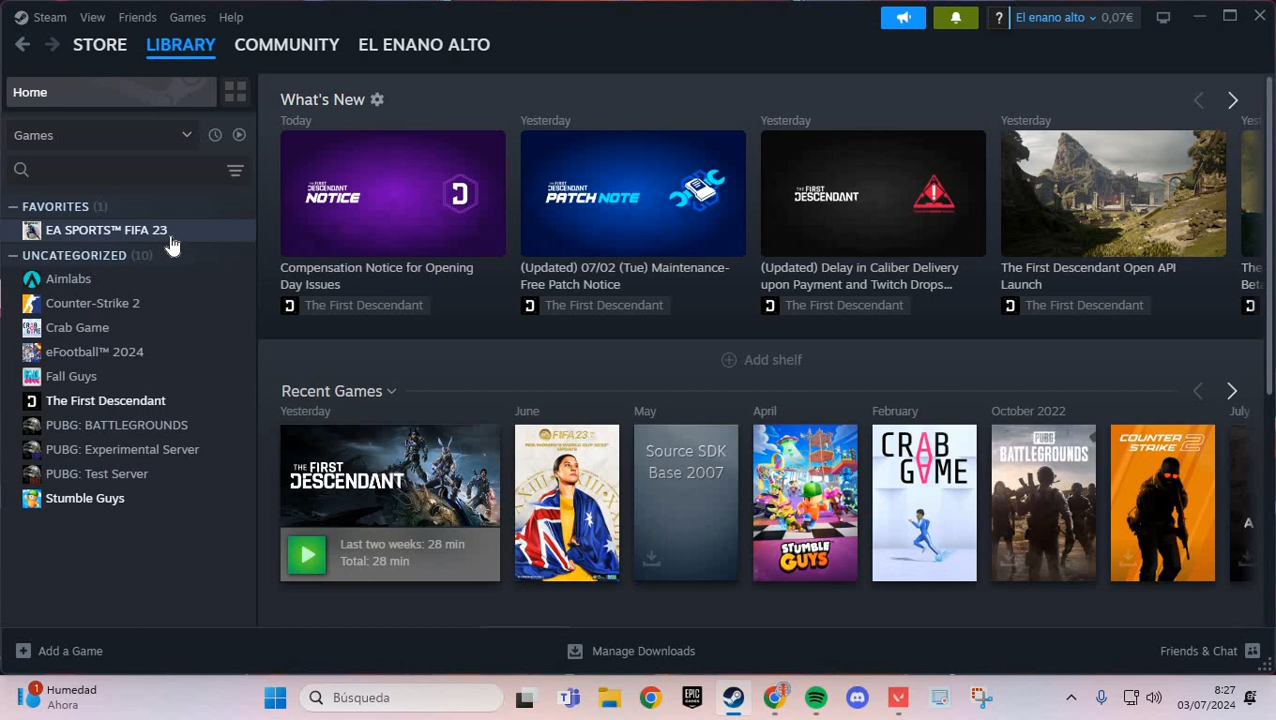 Steam View Friends Games Help
? El enano alto 0,07€
STORE LIBRARY COMMUNITY EL ENANO ALTO
Home
Games
FAVORITES (1)
EA SPORTS™ FIFA 23
UNCATEGORIZED (10)
Aimlabs
Counter-Strike 2
Crab Game
eFootball™ 2024
Fall Guys
The First Descendant
PUBG: BATTLEGROUNDS
PUBG: Experimental Server
PUBG: Test Server
Stumble Guys
What's New
Today
THE FIRST DESCENDANT
NOTICE
Compensation Notice for Opening
Day Issues
The First Descendant
Yesterday
THE FIRST DESCENDANT
PATCH NOTE
(Updated) 07/02 (Tue) Maintenance-
Free Patch Notice
The First Descendant
Yesterday
THE FIRST
DESCENDANT
(Updated) Delay in Caliber Delivery
upon Payment and Twitch Drops...
The First Descendant
Yesterday
The First Descendant Open API
Launch
The First Descendant
Yest
The
Beta
Add shelf
Recent Games
Yesterday
THE FIRST
DESCENDANT
Last two weeks: 28 min
Total: 28 min
June
FIFA 23
May
Source SDK
Base 2007
April
STUMBLE
GUYS
February
CRAB
GAME
October 2022
PUBG
BATTLEGROUNDS
COUNTER
STRIKE 2
July
A
Add a Game
Manage Downloads
Friends & Chat
1
Humedad
Ahora
Búsqueda
EPIC
GAMES
8:27
03/07/2024